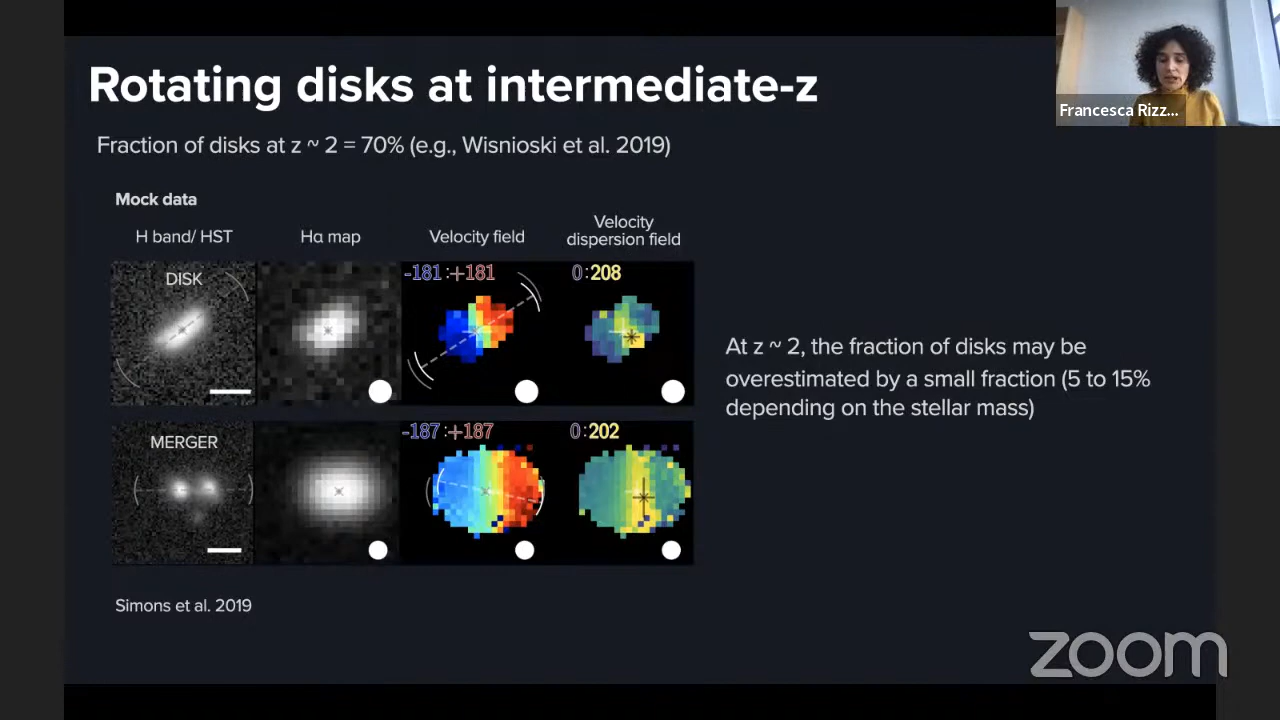 Rotating disks at intermediate-z
Francesca Rizz...
Fraction of disks at z ~ 2 = 70% (e.g., Wisnioski et al. 2019)
Mock data
H band/ HST
Hα map
Velocity field
Velocity
dispersion field
DISK
-181:+181
0:208
At z ~ 2, the fraction of disks may be
overestimated by a small fraction (5 to 15%
depending on the stellar mass)
MERGER
-187:+187
0:202
Simons et al. 2019
zoom